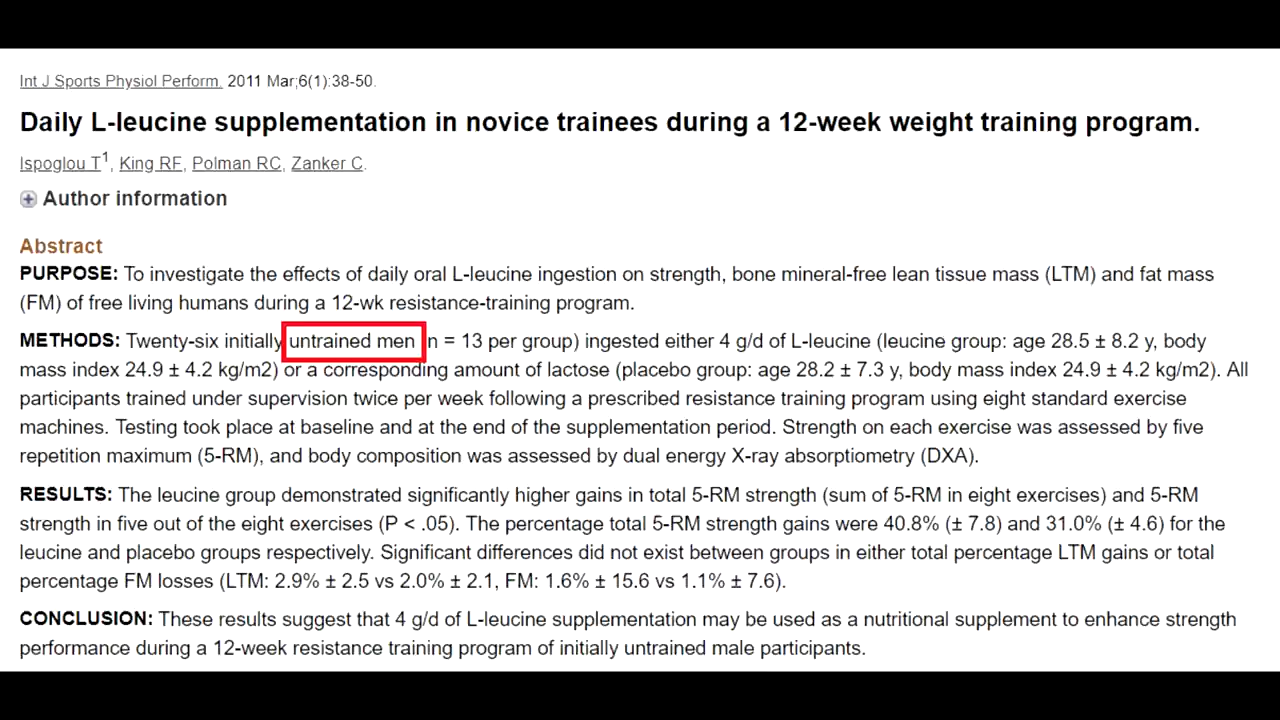 Int J Sports Physiol Perform. 2011 Mar;6(1):38-50.
Daily L-leucine supplementation in novice trainees during a 12-week weight training program.
Ispoglou T1, King RF, Polman RC, Zanker C.
Author information
Abstract
PURPOSE: To investigate the effects of daily oral L-leucine ingestion on strength, bone mineral-free lean tissue mass (LTM) and fat mass
(FM) of free living humans during a 12-wk resistance-training program.
METHODS: Twenty-six initially untrained men n = 13 per group) ingested either 4 g/d of L-leucine (leucine group: age 28.5 ± 8.2 y, body
mass index 24.9 ± 4.2 kg/m2) or a corresponding amount of lactose (placebo group: age 28.2 ± 7.3 y, body mass index 24.9 ± 4.2 kg/m2). All
participants trained under supervision twice per week following a prescribed resistance training program using eight standard exercise
machines. Testing took place at baseline and at the end of the supplementation period. Strength on each exercise was assessed by five
repetition maximum (5-RM), and body composition was assessed by dual energy X-ray absorptiometry (DXA).
RESULTS: The leucine group demonstrated significantly higher gains in total 5-RM strength (sum of 5-RM in eight exercises) and 5-RM
strength in five out of the eight exercises (P < .05). The percentage total 5-RM strength gains were 40.8% (± 7.8) and 31.0% (± 4.6) for the
leucine and placebo groups respectively. Significant differences did not exist between groups in either total percentage LTM gains or total
percentage FM losses (LTM: 2.9% ± 2.5 vs 2.0% ± 2.1, FM: 1.6% ± 15.6 vs 1.1% ± 7.6).
CONCLUSION: These results suggest that 4 g/d of L-leucine supplementation may be used as a nutritional supplement to enhance strength
performance during a 12-week resistance training program of initially untrained male participants.